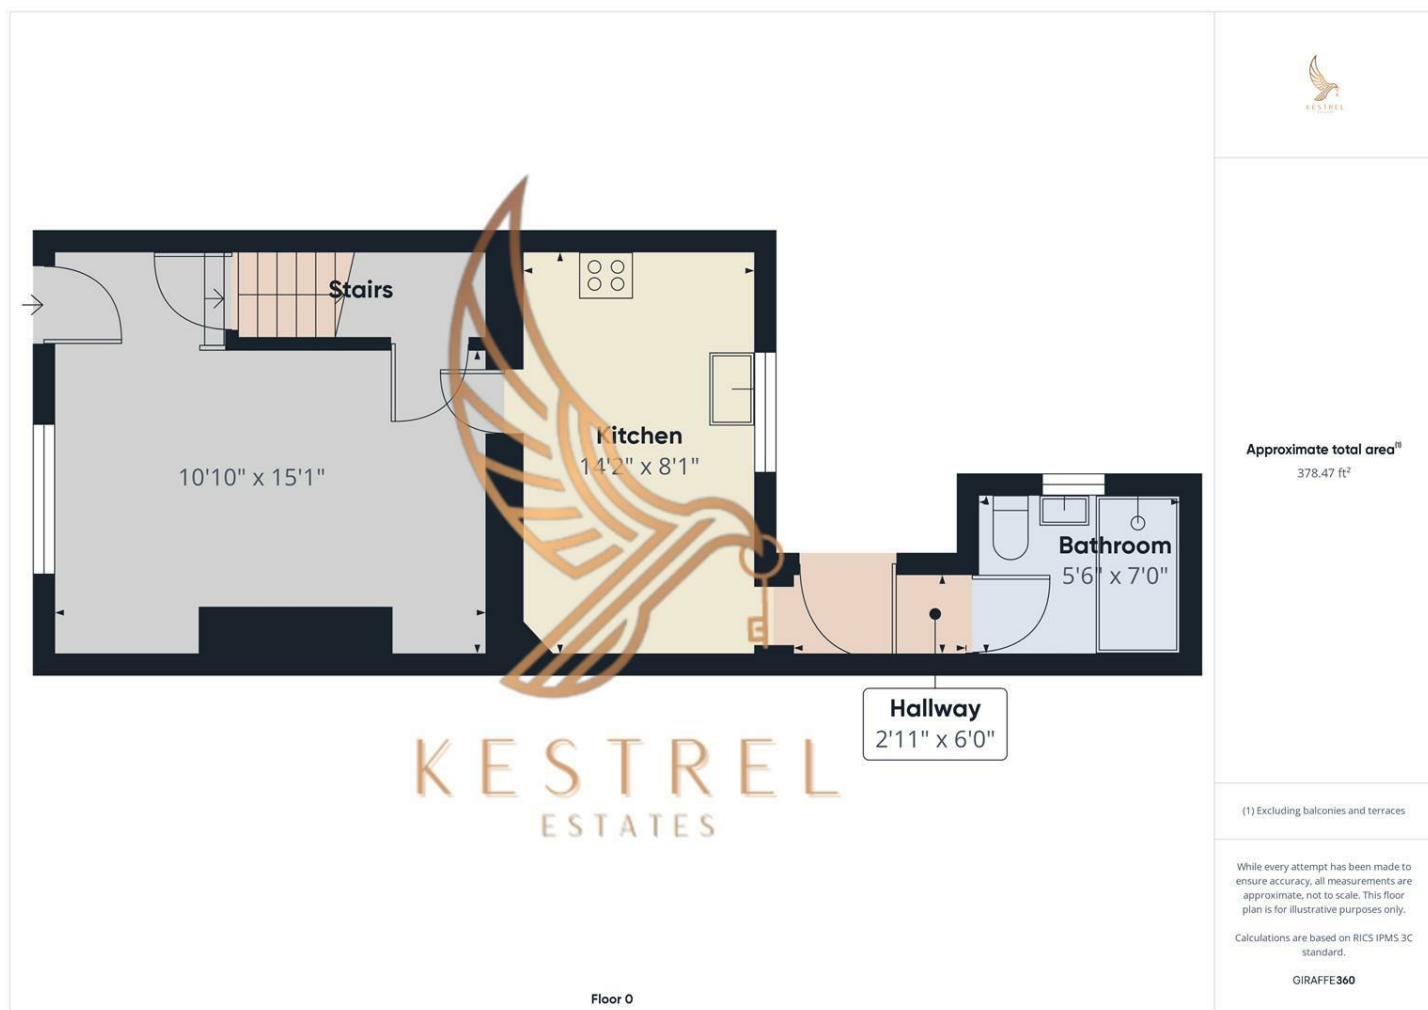 KESTREL
Stairs
Kitchen
14'2" x 8'1"
10'10" x 15'1"
Bathroom
5'6" x 7'0"
Hallway
2'11" x 6'0"
KESTREL
ESTATES
Floor 0
Approximate total area(1)
378.47 ft²
(1) Excluding balconies and terraces
While every attempt has been made to
ensure accuracy, all measurements are
approximate, not to scale. This floor
plan is for illustrative purposes only.
Calculations are based on RICS IPMS 3C
standard.
GIRAFFE360